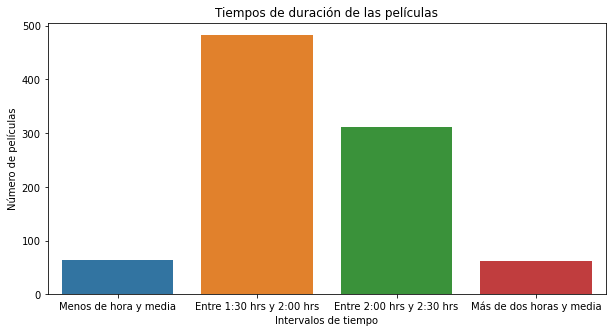 Tiempos de duración de las películas
Número de películas
500
400
300
200
100
0
Menos de hora y media
Entre 1:30 hrs y 2:00 hrs
Entre 2:00 hrs y 2:30 hrs
Más de dos horas y media
Intervalos de tiempo